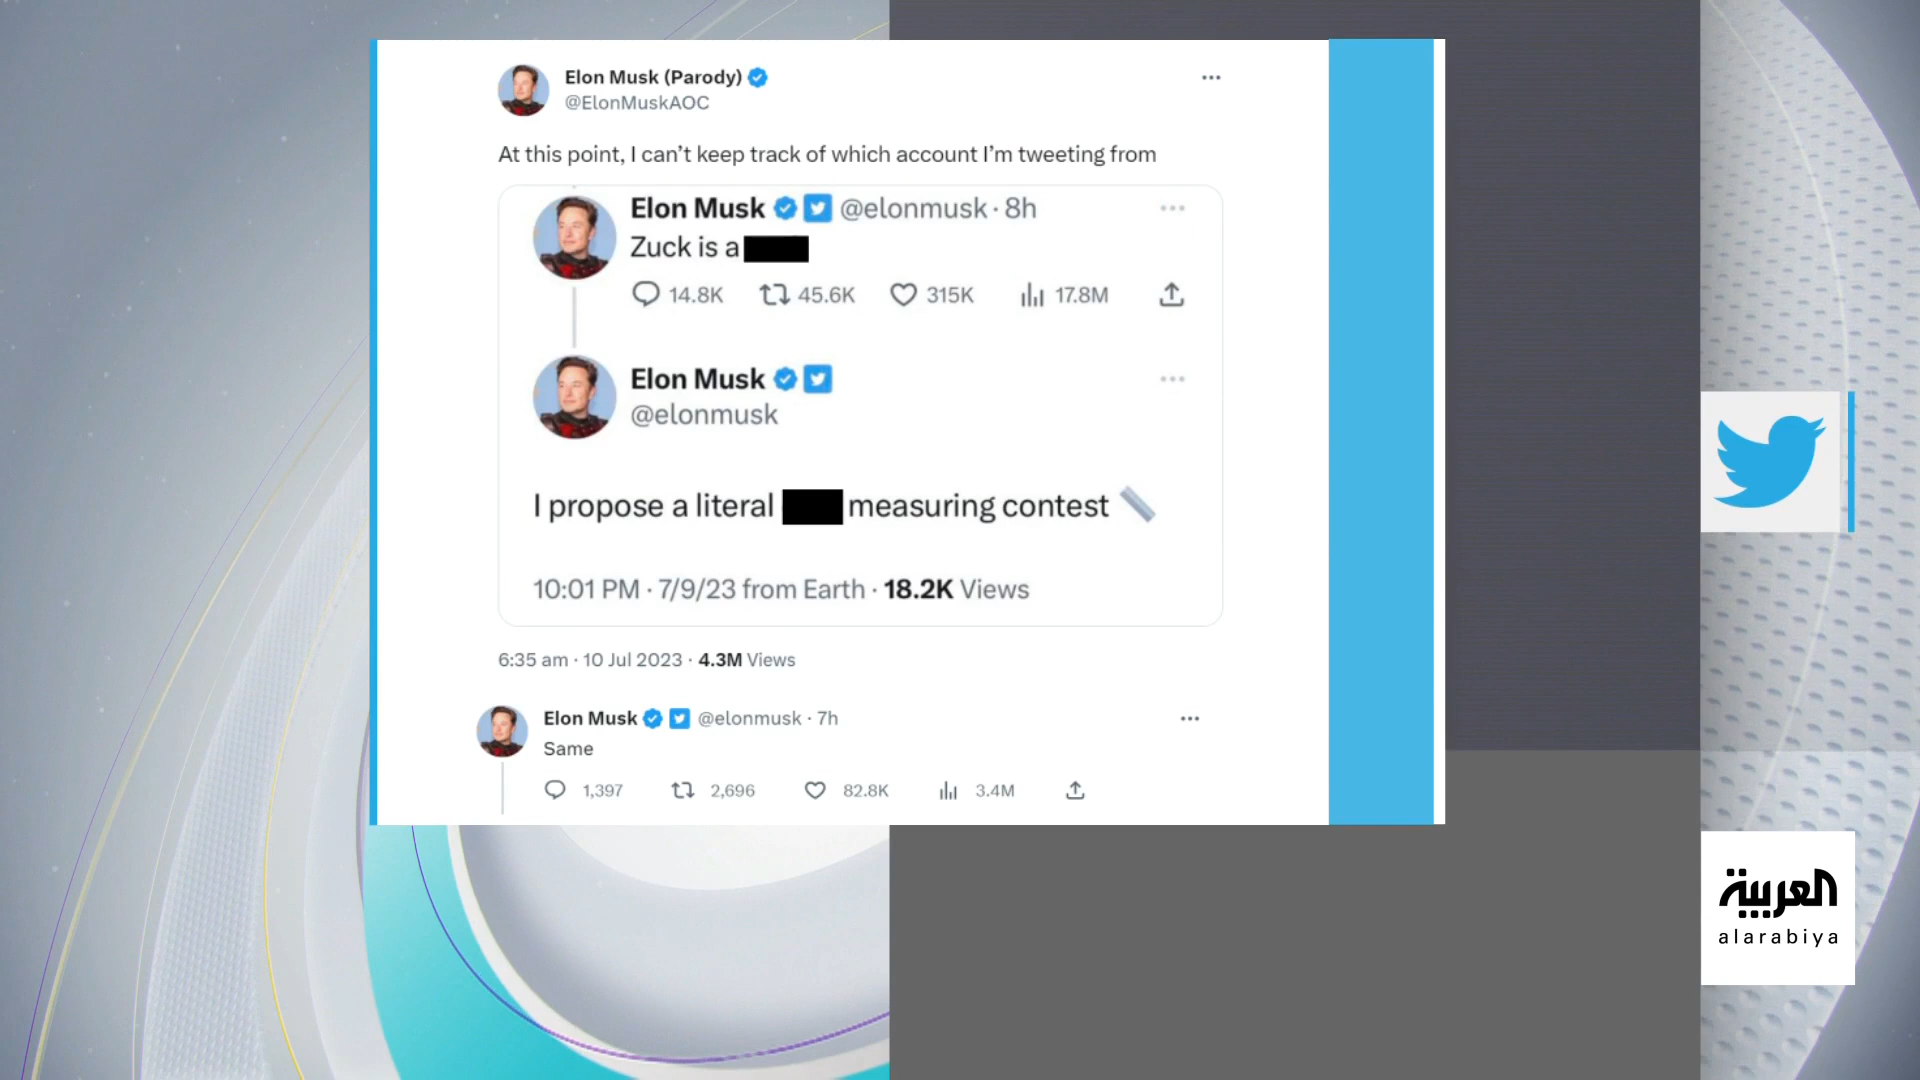 Elon Musk (Parody)
@ElonMuskAOC
At this point, I can't keep track of which account I'm tweeting from
Elon Musk @elonmusk · 8h
Zuck is a
14.8K 45.6K 315K 17.8M
Elon Musk
@elonmusk
I propose a literal measuring contest
10:01 PM · 7/9/23 from Earth · 18.2K Views
6:35 am · 10 Jul 2023 · 4.3M Views
Elon Musk @elonmusk · 7h
Same
1,397 2,696 82.8K 3.4M
العربية
alarabiya